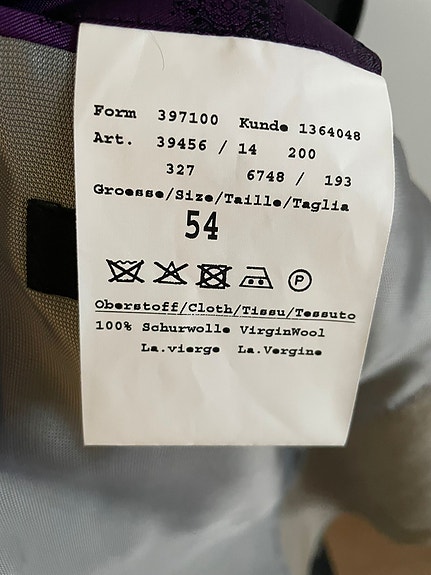 Form 397100 Kunde 1364048
Art. 39456 / 14 200
327 6748 / 193
Groesse/Size/Taille/Taglia
54
P
Oberstoff/Cloth/Tissu/Tessuto
100% Schurwolle VirginWool
La.vierge La.Vergine